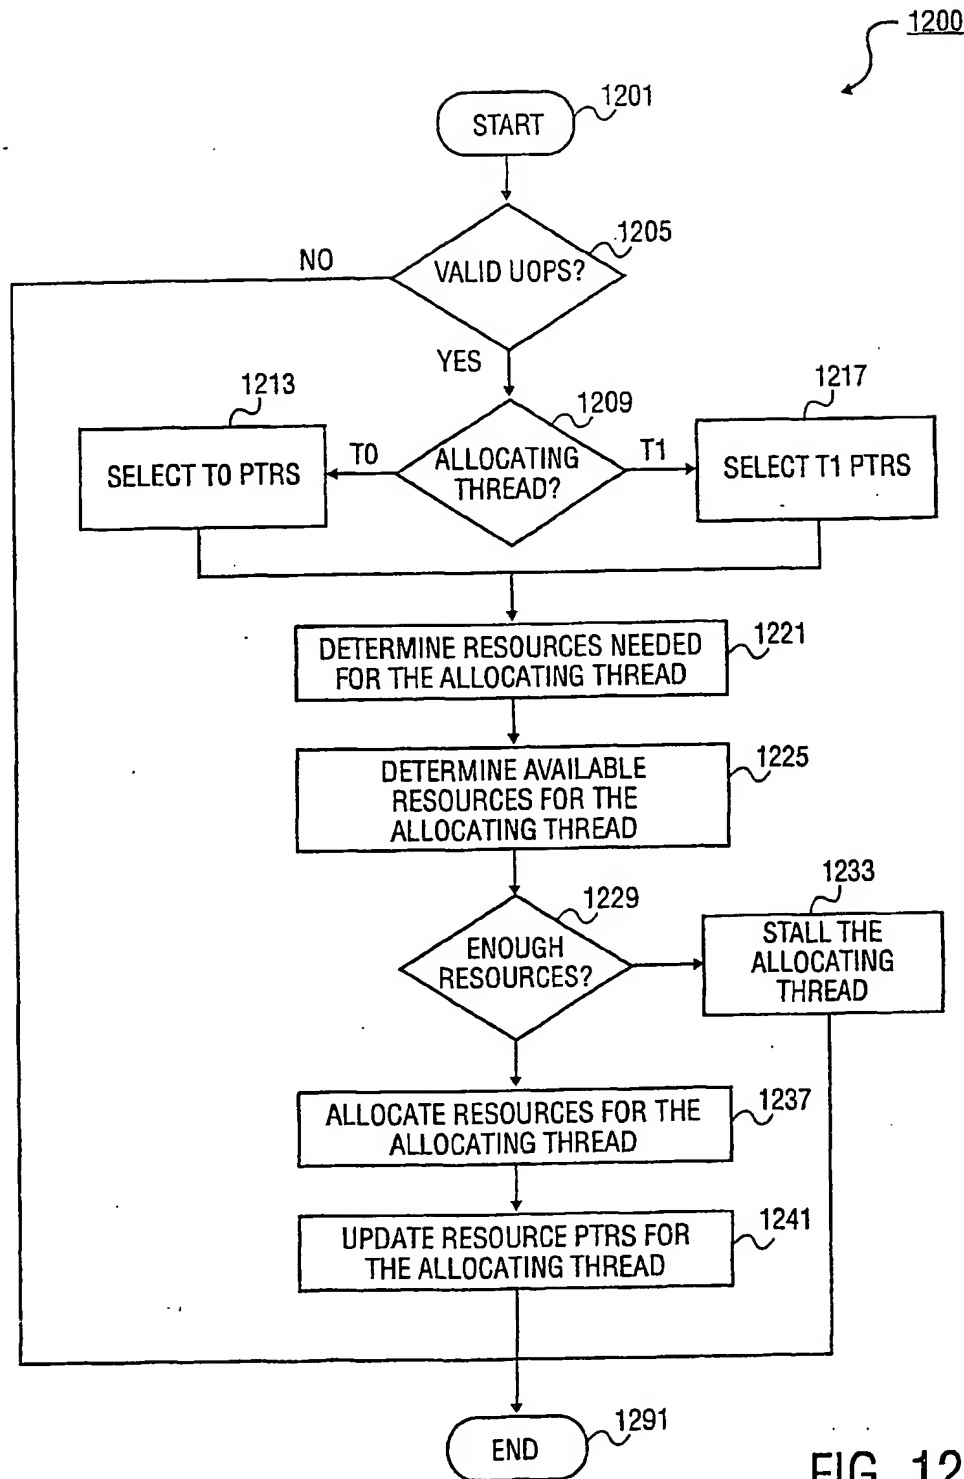 1200
1201
START
1205
NO
VALID UOPS?
YES
1213
1209
1217
SELECT T0 PTRS
T0
ALLOCATING
THREAD?
T1
SELECT T1 PTRS
DETERMINE RESOURCES NEEDED
FOR THE ALLOCATING THREAD
1221
DETERMINE AVAILABLE
RESOURCES FOR THE
ALLOCATING THREAD
1225
1229
ENOUGH
RESOURCES?
1233
STALL THE
ALLOCATING
THREAD
ALLOCATE RESOURCES FOR THE
ALLOCATING THREAD
1237
UPDATE RESOURCE PTRS FOR
THE ALLOCATING THREAD
1241
END
1291
FIG. 12